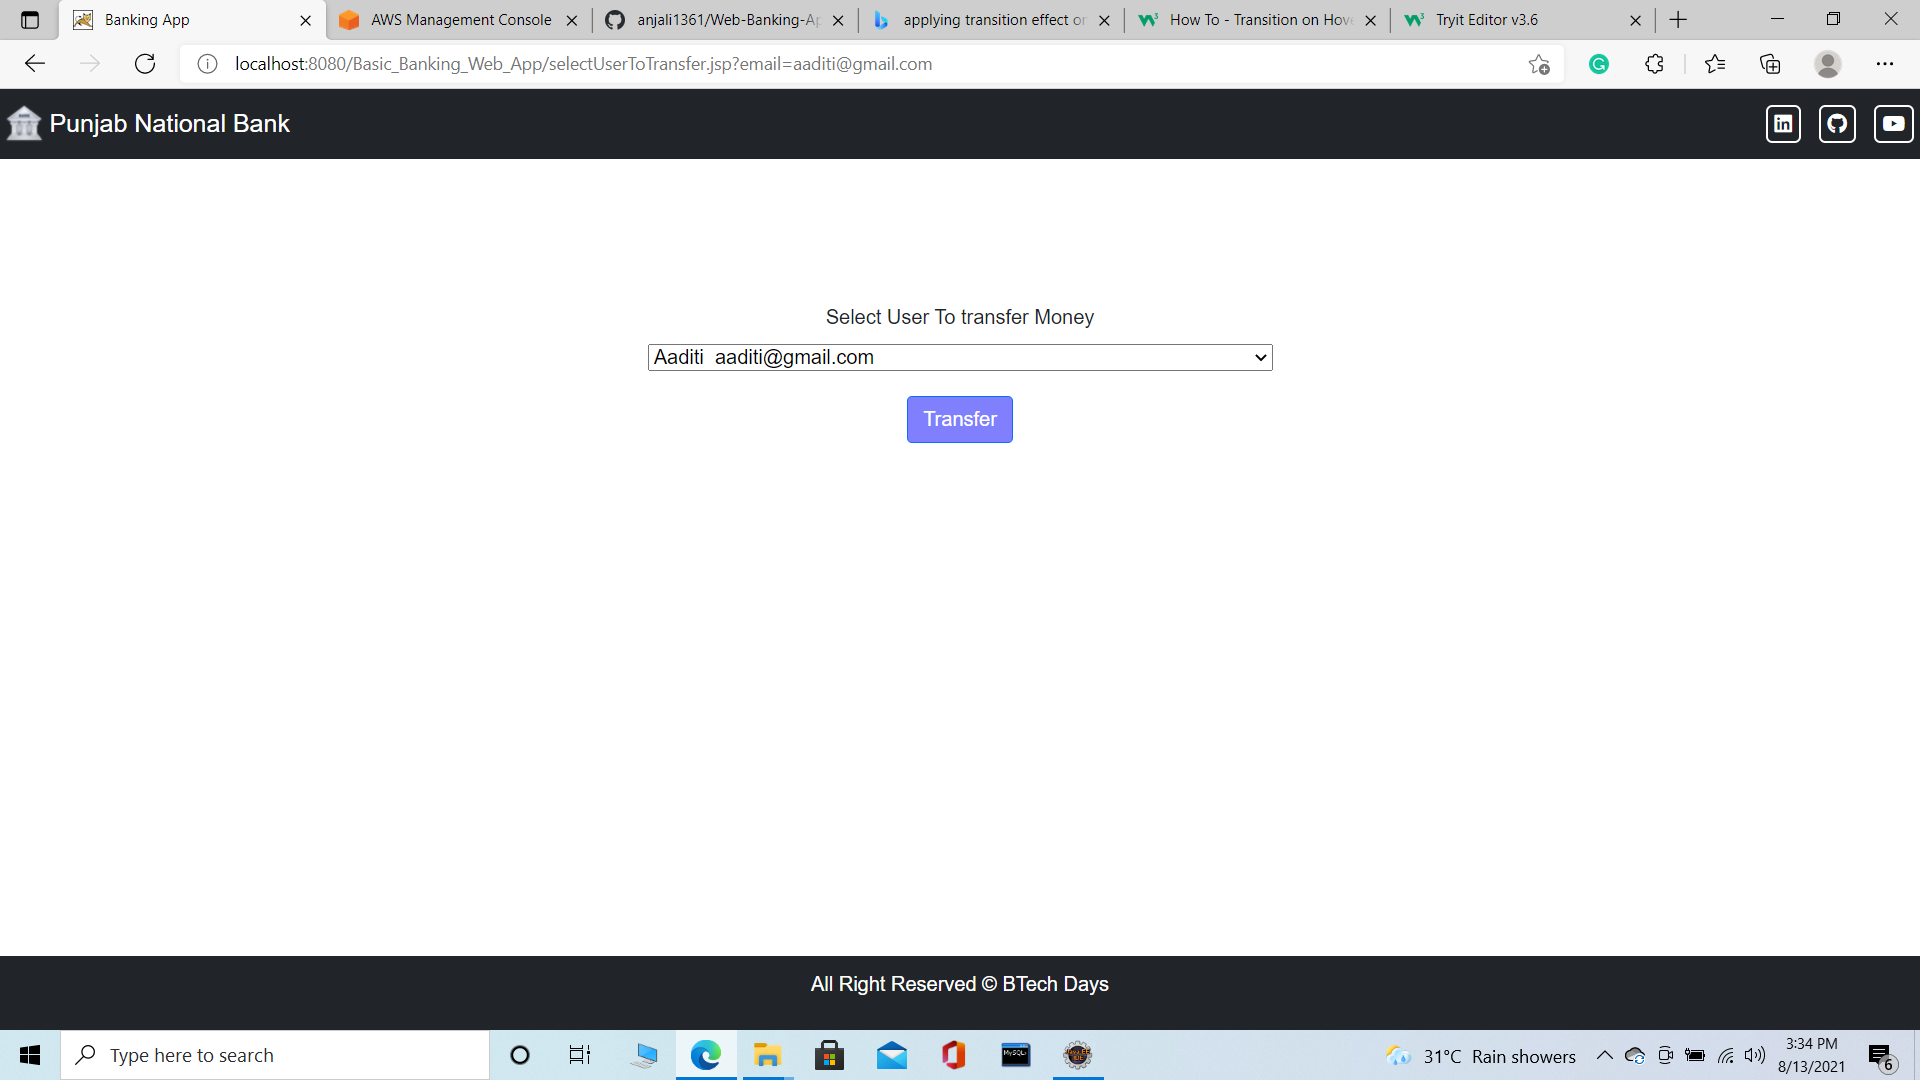 Banking App
AWS Management Console
anjali1361/Web-Banking-Ap
applying transition effect or
How To - Transition on Hove
Tryit Editor v3.6
localhost:8080/Basic_Banking_Web_App/selectUserToTransfer.jsp?email=aaditi@gmail.com
Punjab National Bank
Select User To transfer Money
Aaditi aaditi@gmail.com
Transfer
All Right Reserved © BTech Days
Type here to search
31°C Rain showers
3:34 PM
8/13/2021
6